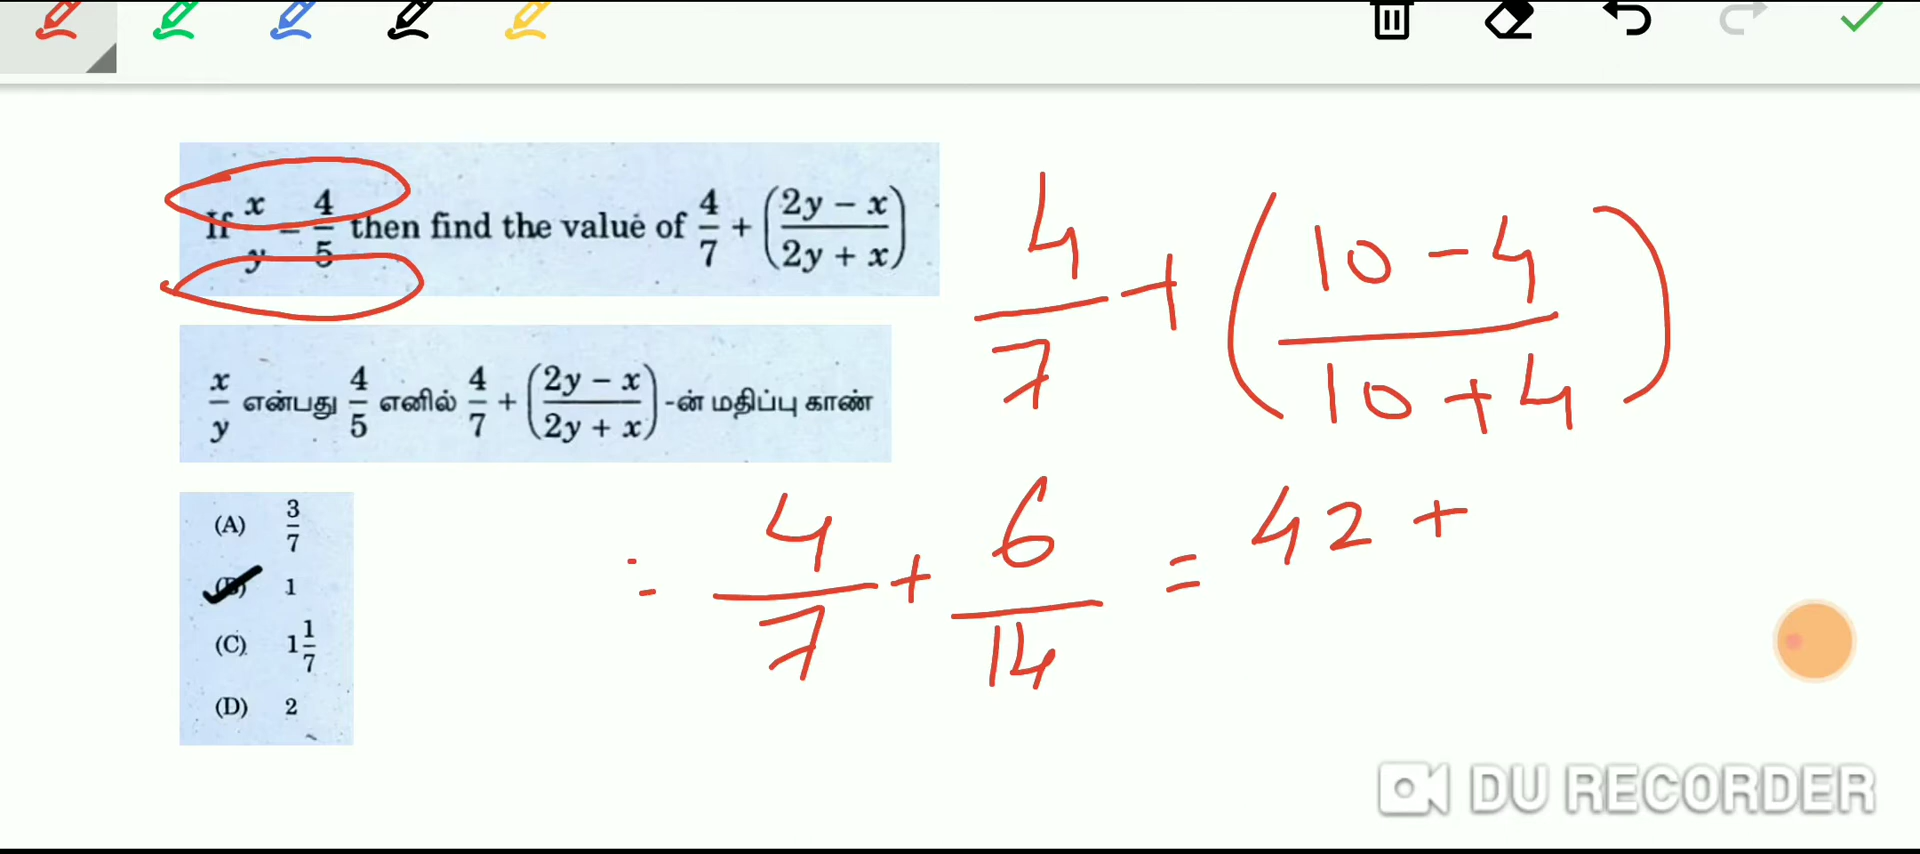 If x/y = 4/5 then find the value of 4/7 + ((2y − x)/(2y + x))
x/y என்பது 4/5 எனில் 4/7 + ((2y − x)/(2y + x)) -ன் மதிப்பு காண்
(A) 3/7
(B) 1
(C) 1 1/7
(D) 2
4/7 + ((10 - 4)/(10 + 4))
= 4/7 + 6/14 = 42 +
DU RECORDER